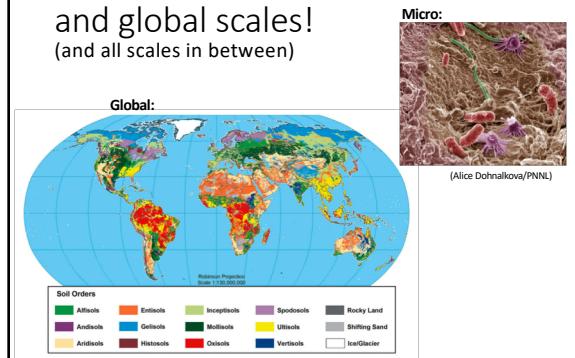 and global scales!
(and all scales in between)
Micro:
(Alice Dohnalkova/PNNL)
Global:
Robinson Projection
Scale 1:130,000,000
Soil Orders
Alfisols
Entisols
Inceptisols
Spodosols
Rocky Land
Andisols
Gelisols
Mollisols
Ultisols
Shifting Sand
Aridisols
Histosols
Oxisols
Vertisols
Ice/Glacier